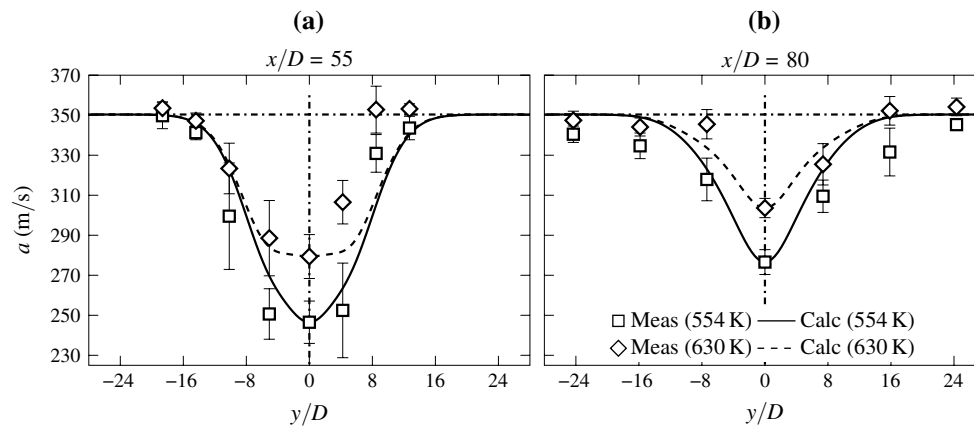 (a) (b)
x/D = 55 x/D = 80
370
350
330
310
290
270
250
230
a (m/s)
−24 −16 −8 0 8 16 24
−24 −16 −8 0 8 16 24
y/D y/D
Meas (554 K) Calc (554 K)
Meas (630 K) Calc (630 K)